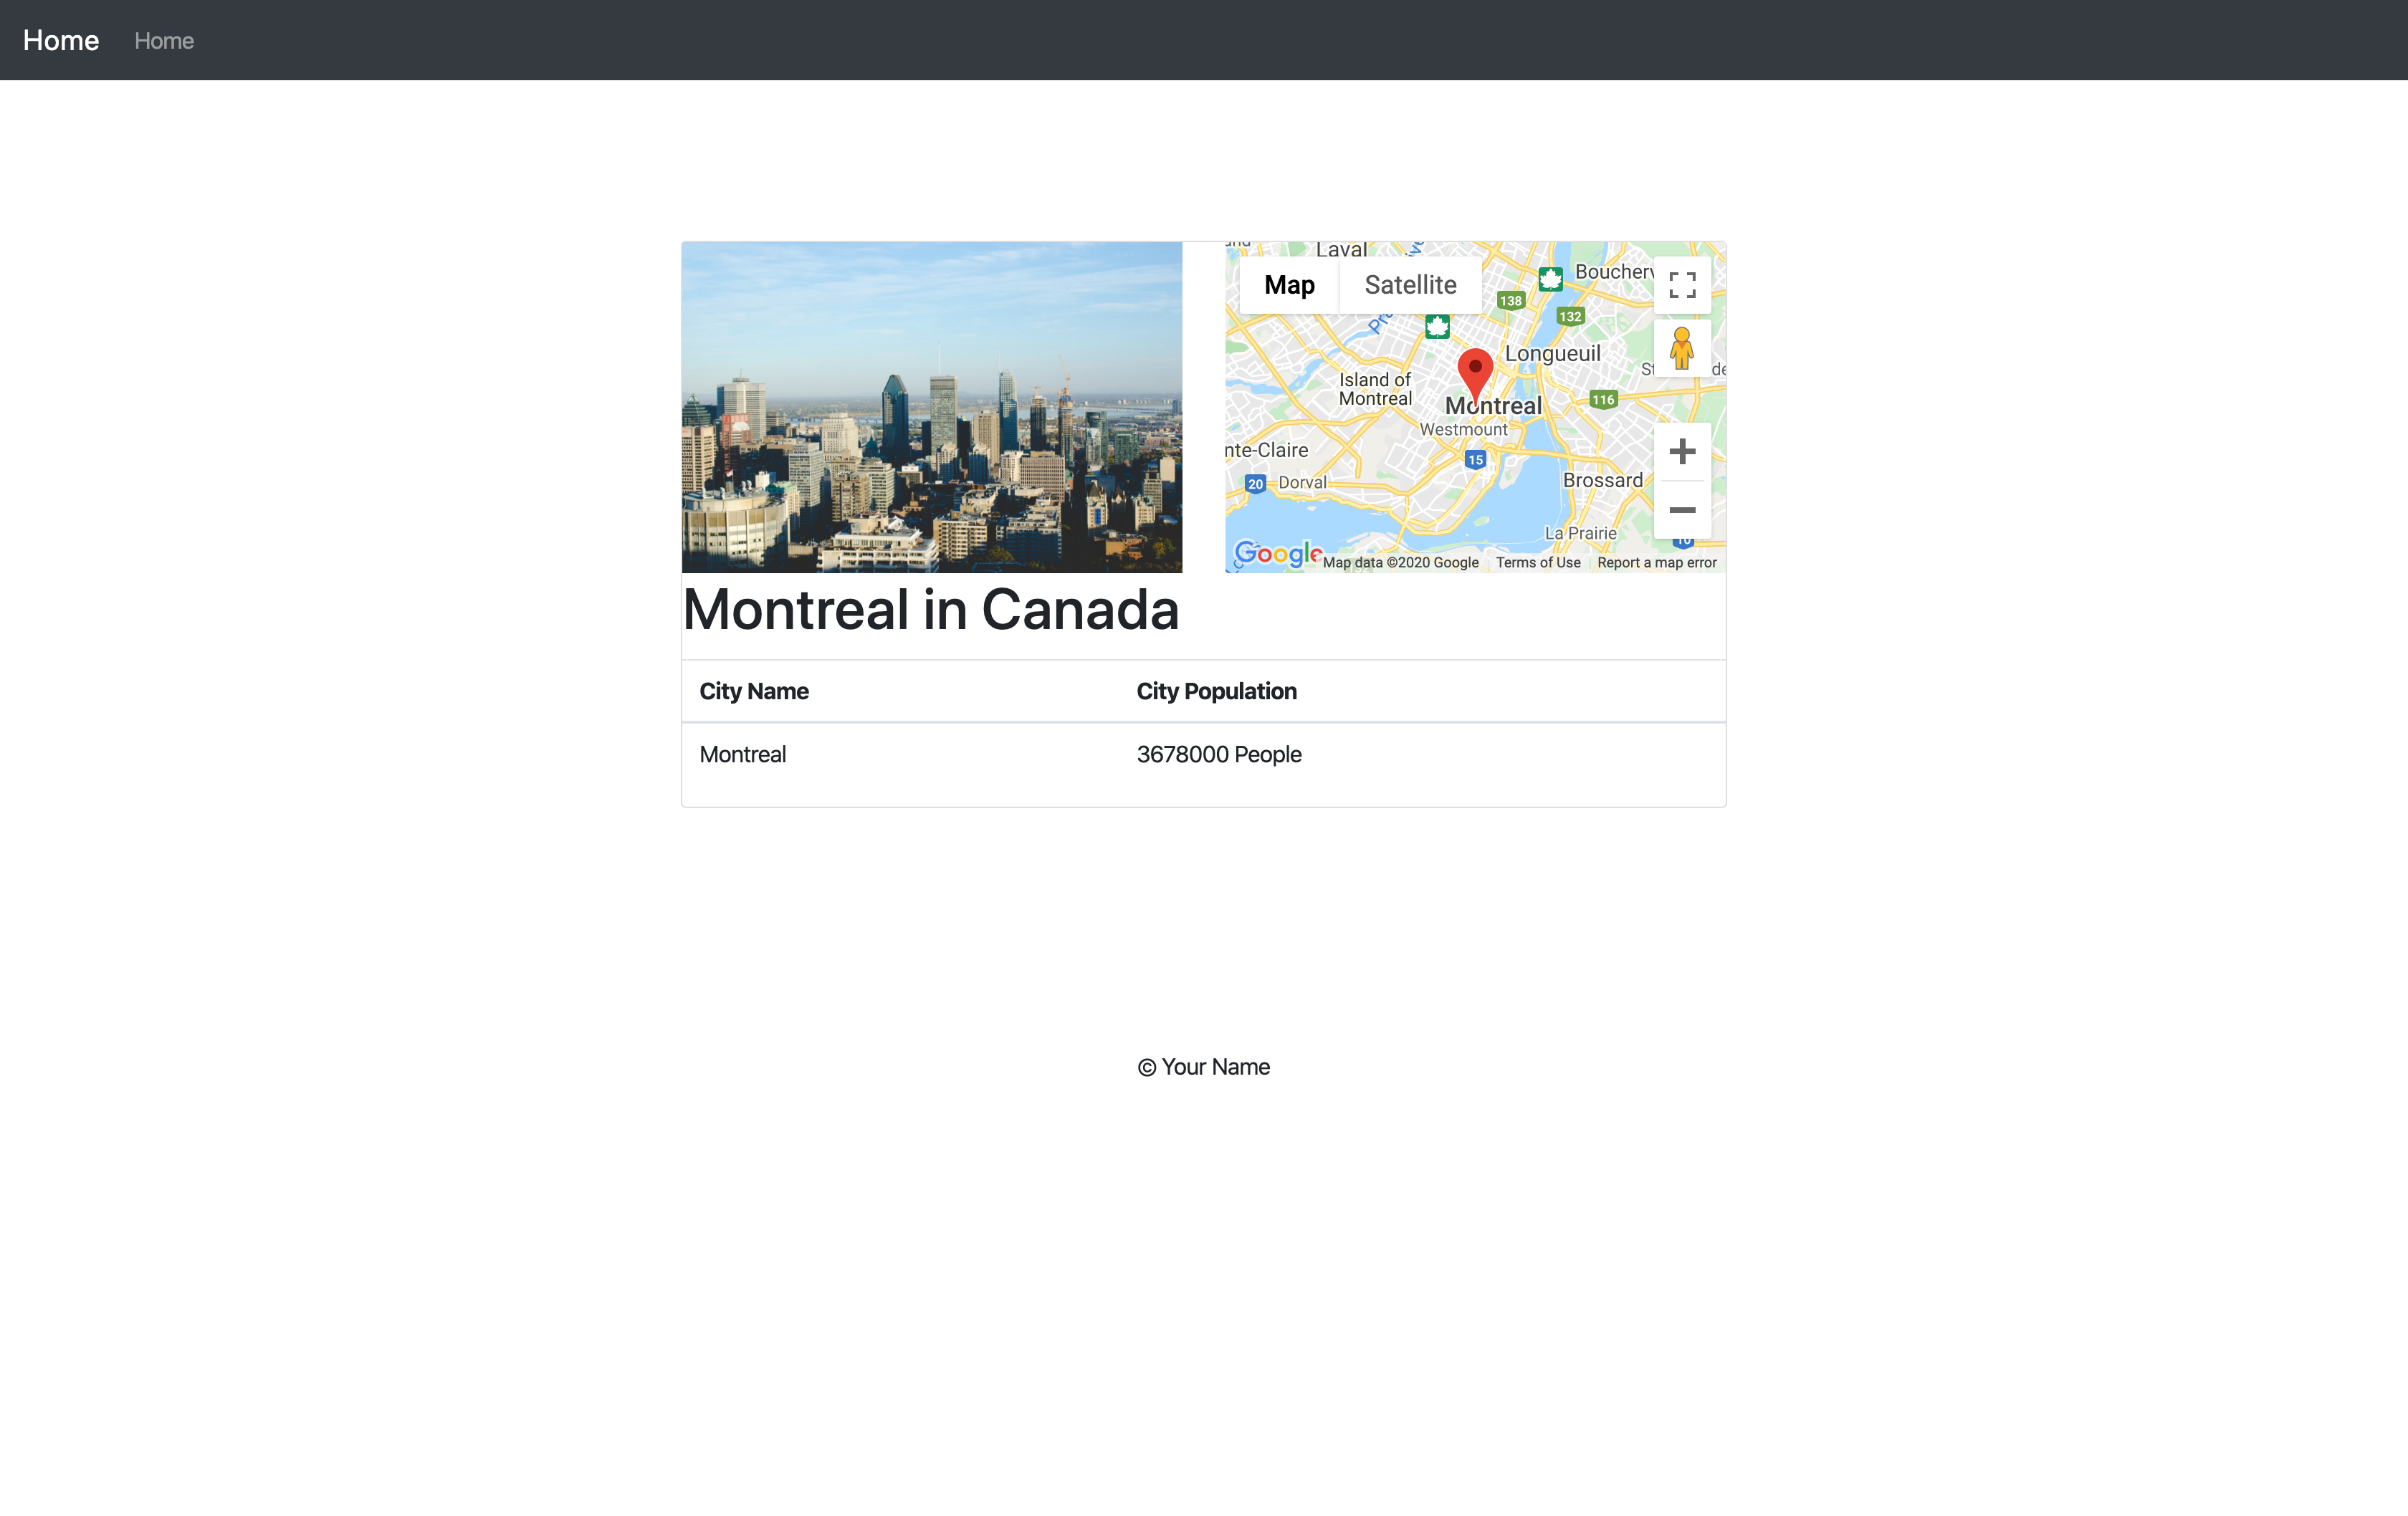 Home Home
Laval
Map Satellite
Boucherv
138
132
Longueuil
Island of
Montreal
Montreal
116
Westmount
nte-Claire
15
20 Dorval
Brossard
La Prairie
10
Google Map data ©2020 Google Terms of Use Report a map error
Montreal in Canada
City Name City Population
Montreal 3678000 People
© Your Name